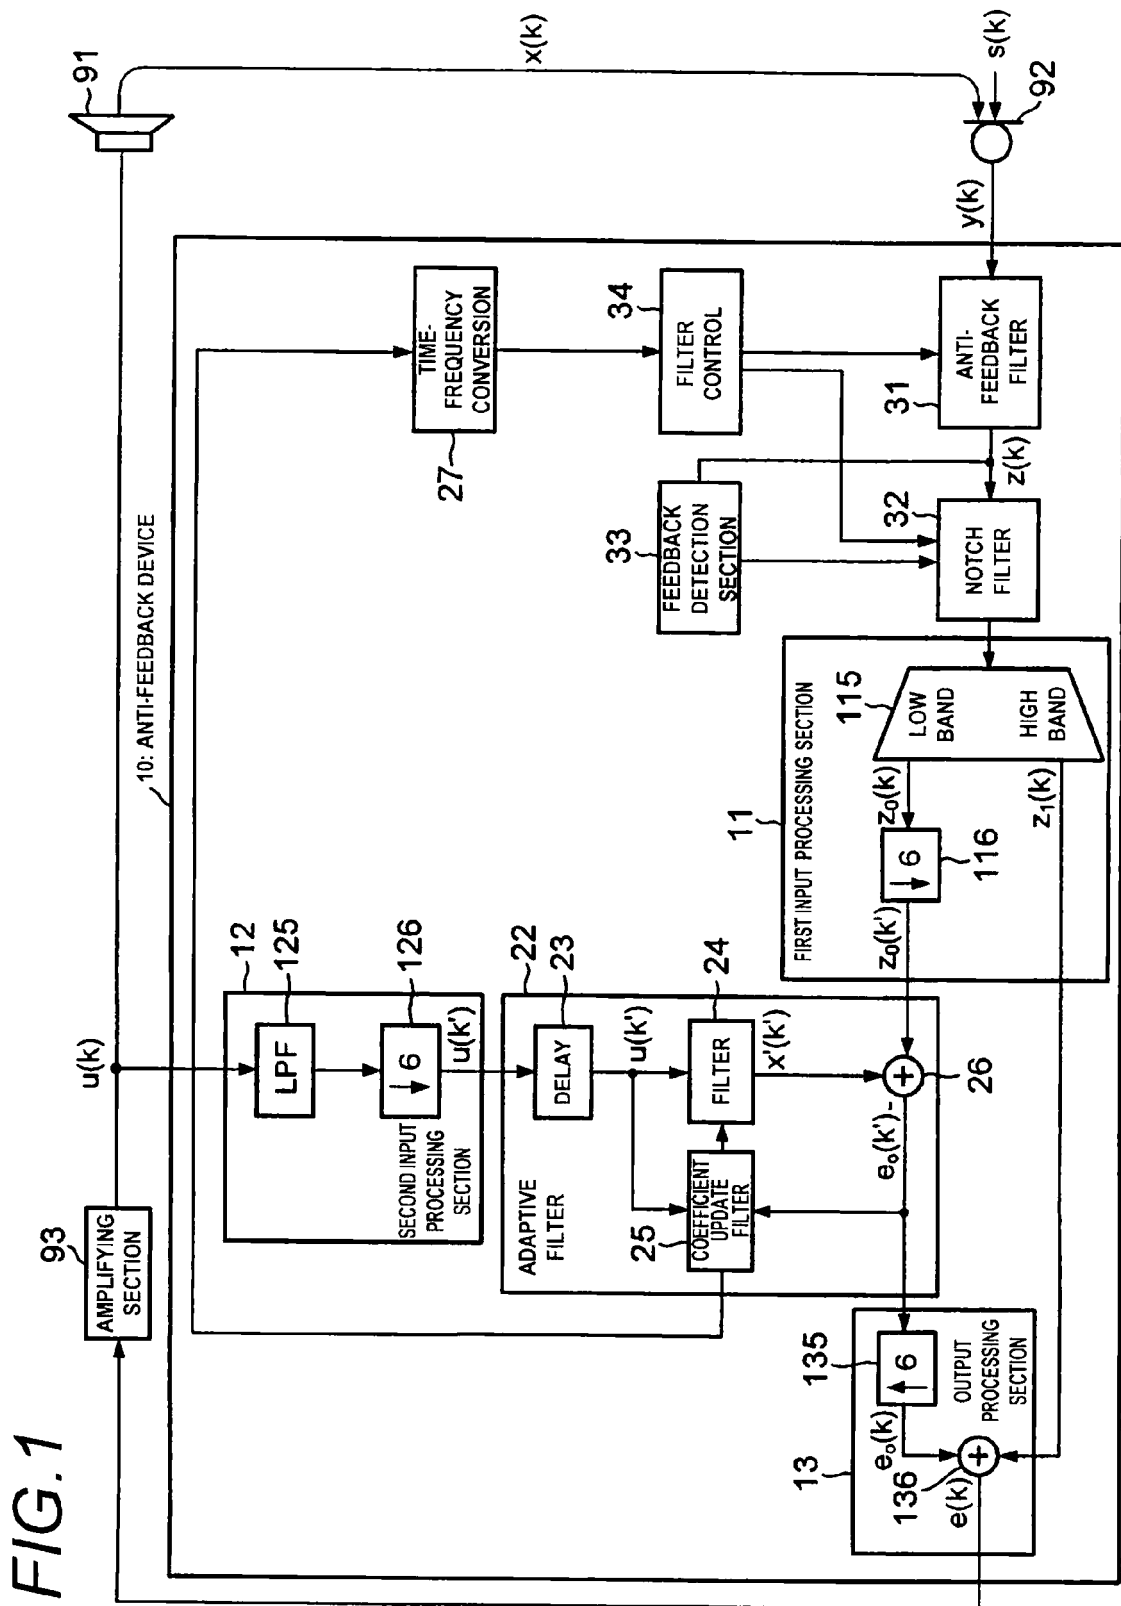 FIG.1
93
AMPLIFYING
SECTION
u(k)
91
x(k)
s(k)
92
y(k)
10: ANTI-FEEDBACK DEVICE
12
125
LPF
126
↓ 6
u(k')
SECOND INPUT
PROCESSING
SECTION
22
23
DELAY
u(k')
24
FILTER
x'(k')
ADAPTIVE
FILTER
25
COEFFICIENT
UPDATE
FILTER
+
26
-
e₀(k')
27
TIME-
FREQUENCY
CONVERSION
34
FILTER
CONTROL
31
ANTI-
FEEDBACK
FILTER
z(k)
33
FEEDBACK
DETECTION
SECTION
32
NOTCH
FILTER
11
FIRST INPUT PROCESSING SECTION
115
LOW
BAND
HIGH
BAND
z₀(k)
z₁(k)
↓ 6
116
z₀(k')
13
135
↑ 6
OUTPUT
PROCESSING
SECTION
e₀(k)
+
136
e(k)